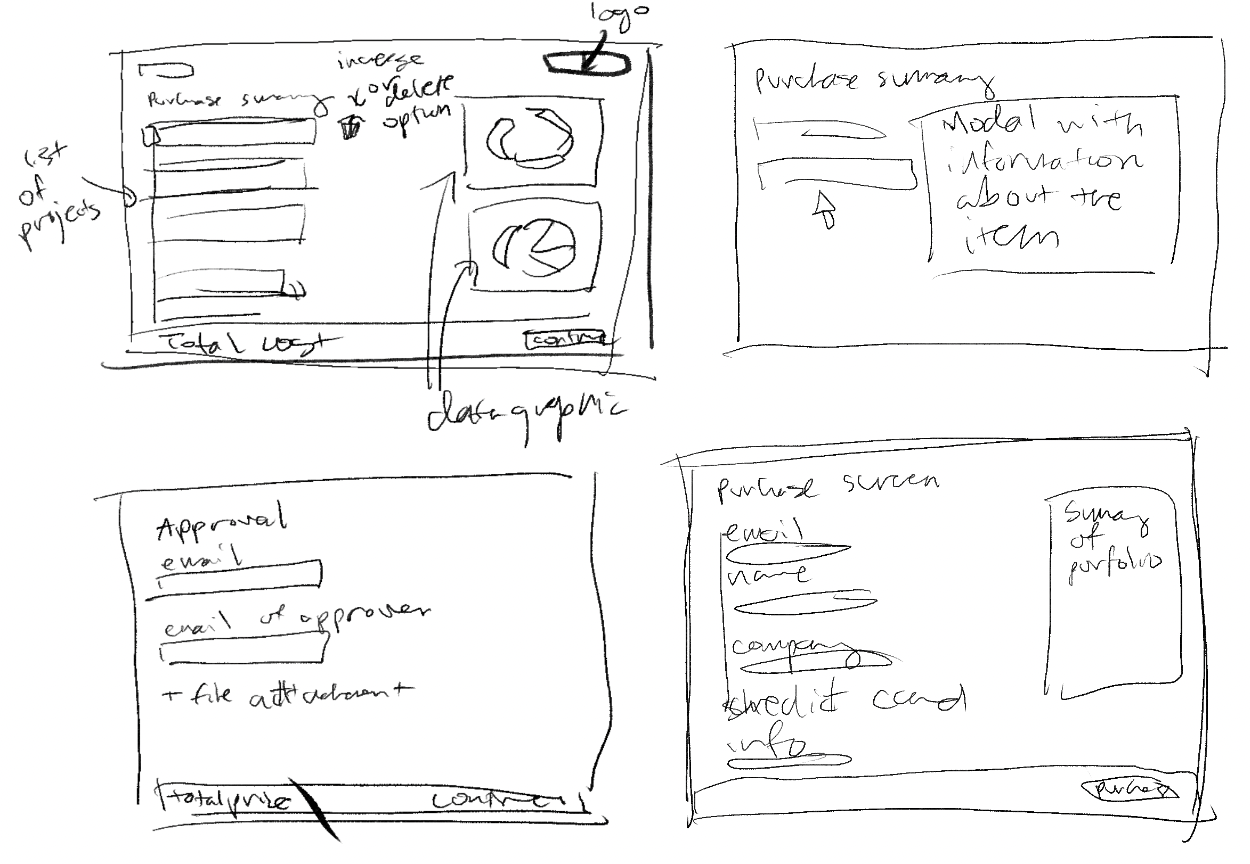 logo
increase
or
delete
option
Purchase summary
list
of
projects
Total cost
continue
data graphic
Purchase summary
Modal with
information
about the
item
Approval
email
email of approver
+ file attachment
total price
continue
Purchase screen
email
name
company
credit card
info
Summary
of
portfolio
purchase